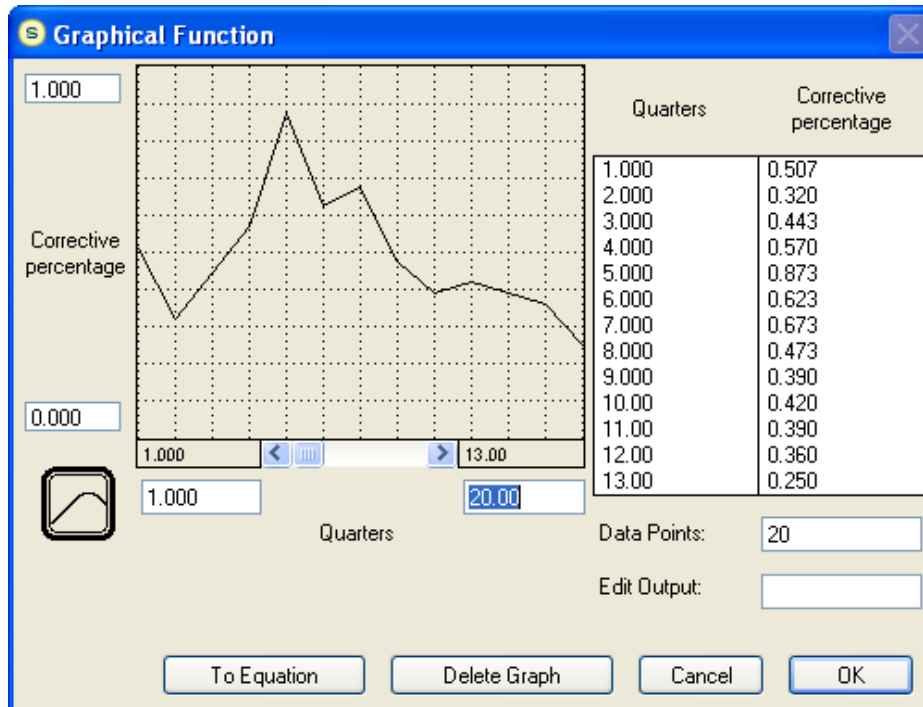 Graphical Function
1.000
Corrective
percentage
0.000
1.000
13.00
1.000
20.00
Quarters
Quarters
Corrective
percentage
1.000 0.507
2.000 0.320
3.000 0.443
4.000 0.570
5.000 0.873
6.000 0.623
7.000 0.673
8.000 0.473
9.000 0.390
10.00 0.420
11.00 0.390
12.00 0.360
13.00 0.250
Data Points: 20
Edit Output:
To Equation
Delete Graph
Cancel
OK